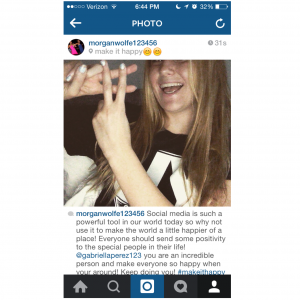 Verizon 6:44 PM 32%
PHOTO
morganwolfe123456 31s
make it happy😊😊
morganwolfe123456 Social media is such a
powerful tool in our world today so why not
use it to make the world a little happier of a
place! Everyone should send some positivity
to the special people in their life!
@gabriellaperez123 you are an incredible
person and make everyone so happy when
your around! Keep doing you! #makeithappy